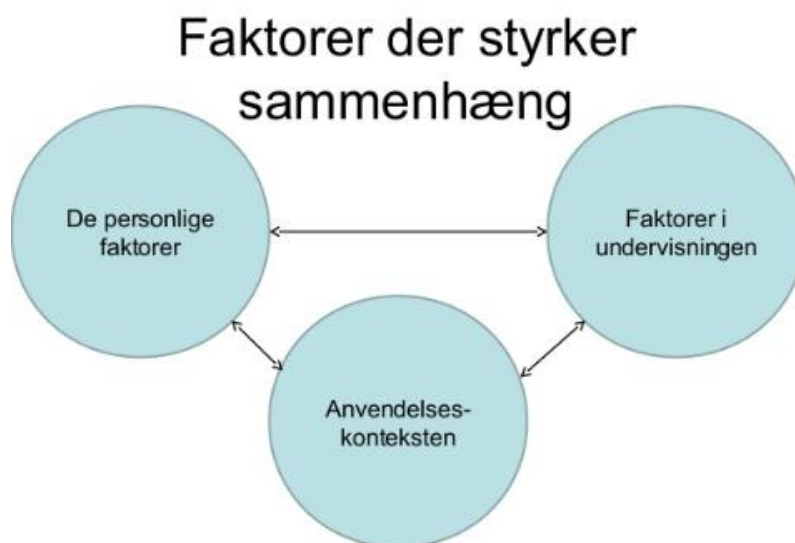 Faktorer der styrker
sammenhæng
De personlige
faktorer
Faktorer i
undervisningen
Anvendelses-
konteksten